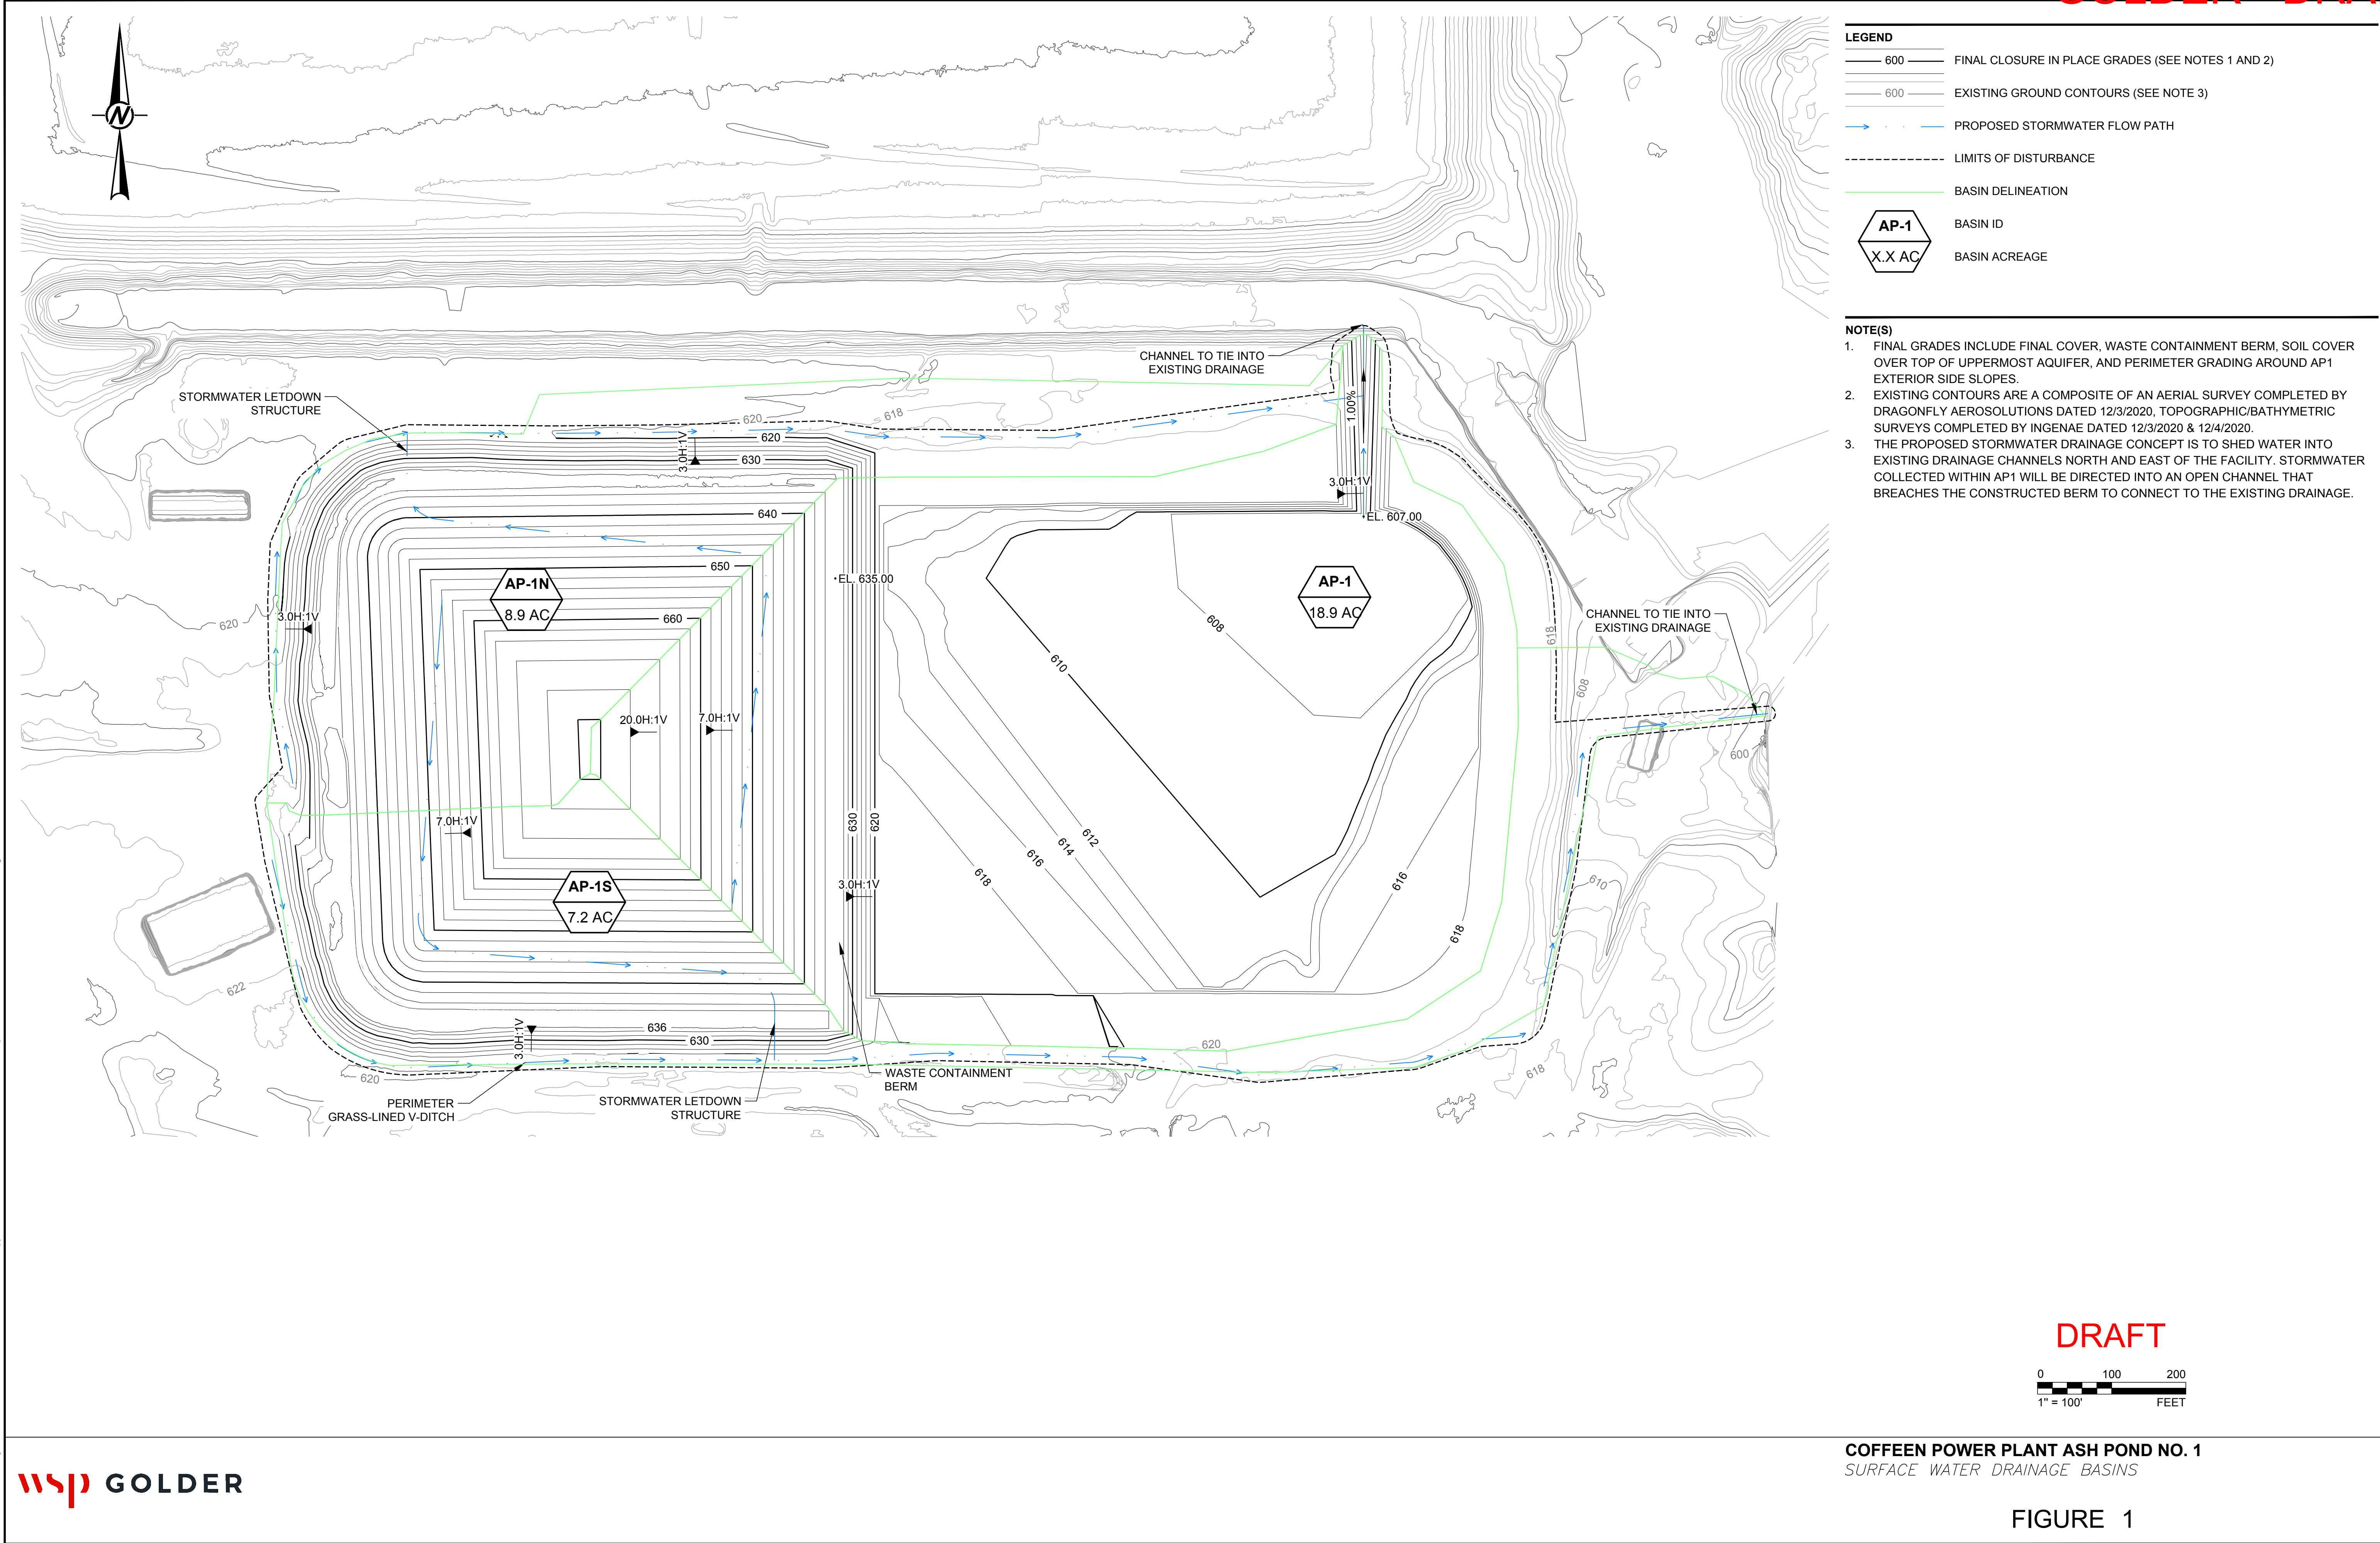 GOLDER DRA
LEGEND
600 FINAL CLOSURE IN PLACE GRADES (SEE NOTES 1 AND 2)
600 EXISTING GROUND CONTOURS (SEE NOTE 3)
PROPOSED STORMWATER FLOW PATH
LIMITS OF DISTURBANCE
BASIN DELINEATION
AP-1 BASIN ID
X.X AC BASIN ACREAGE
NOTE(S)
1. FINAL GRADES INCLUDE FINAL COVER, WASTE CONTAINMENT BERM, SOIL COVER
OVER TOP OF UPPERMOST AQUIFER, AND PERIMETER GRADING AROUND AP1
EXTERIOR SIDE SLOPES.
2. EXISTING CONTOURS ARE A COMPOSITE OF AN AERIAL SURVEY COMPLETED BY
DRAGONFLY AEROSOLUTIONS DATED 12/3/2020, TOPOGRAPHIC/BATHYMETRIC
SURVEYS COMPLETED BY INGENAE DATED 12/3/2020 & 12/4/2020.
3. THE PROPOSED STORMWATER DRAINAGE CONCEPT IS TO SHED WATER INTO
EXISTING DRAINAGE CHANNELS NORTH AND EAST OF THE FACILITY. STORMWATER
COLLECTED WITHIN AP1 WILL BE DIRECTED INTO AN OPEN CHANNEL THAT
BREACHES THE CONSTRUCTED BERM TO CONNECT TO THE EXISTING DRAINAGE.
N
CHANNEL TO TIE INTO
EXISTING DRAINAGE
STORMWATER LETDOWN
STRUCTURE
1.00%
620
618
620
3.0H:1V
630
3.0H:1V
640
EL. 607.00
650
EL. 635.00
AP-1N
8.9 AC
AP-1
18.9 AC
3.0H:1V
620
660
608
CHANNEL TO TIE INTO
EXISTING DRAINAGE
618
610
608
20.0H:1V
7.0H:1V
600
7.0H:1V
630
620
612
614
616
618
3.0H:1V
616
610
AP-1S
7.2 AC
618
622
636
3.0H:1V
630
620
620
618
WASTE CONTAINMENT
BERM
PERIMETER
GRASS-LINED V-DITCH
STORMWATER LETDOWN
STRUCTURE
DRAFT
0 100 200
1" = 100' FEET
wsp GOLDER
COFFEEN POWER PLANT ASH POND NO. 1
SURFACE WATER DRAINAGE BASINS
FIGURE 1